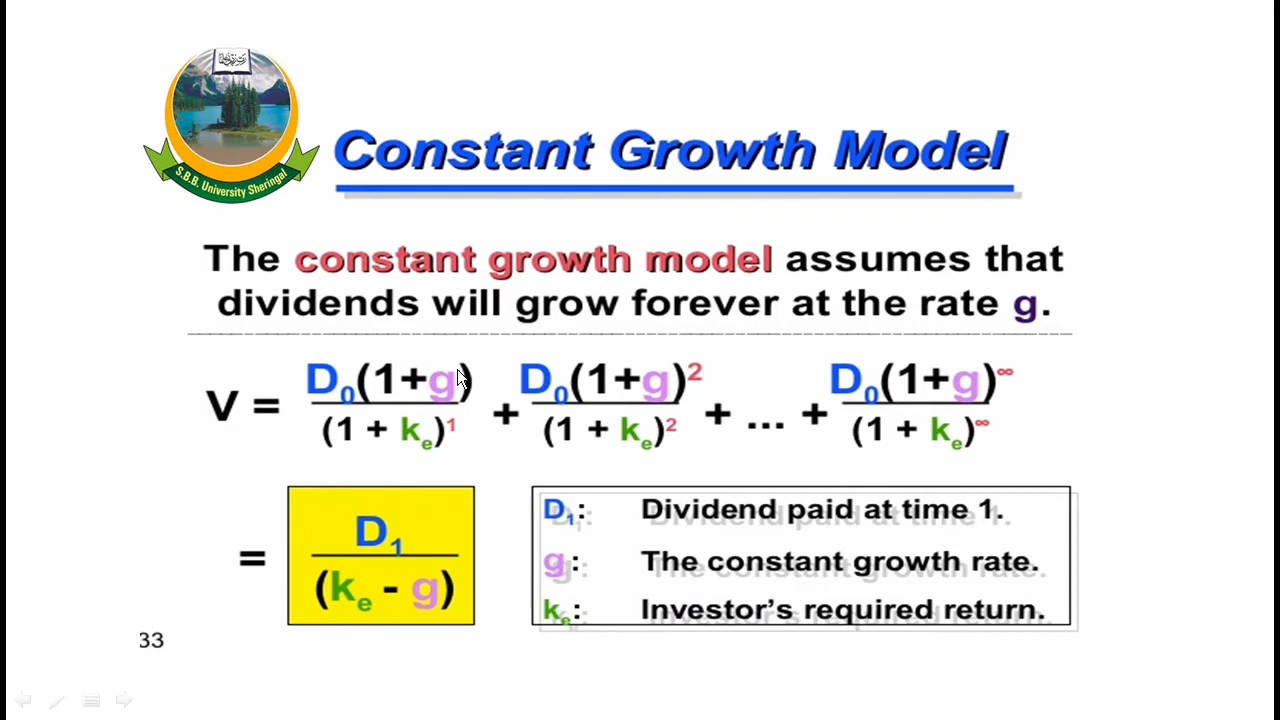 S.B.B. University Sheringal
Constant Growth Model
The constant growth model assumes that
dividends will grow forever at the rate g.
V = D₀(1+g) / (1 + kₑ)¹ + D₀(1+g)² / (1 + kₑ)² + ... + D₀(1+g)∞ / (1 + kₑ)∞
= D₁ / (kₑ - g)
D₁: Dividend paid at time 1.
g: The constant growth rate.
kₑ: Investor's required return.
33